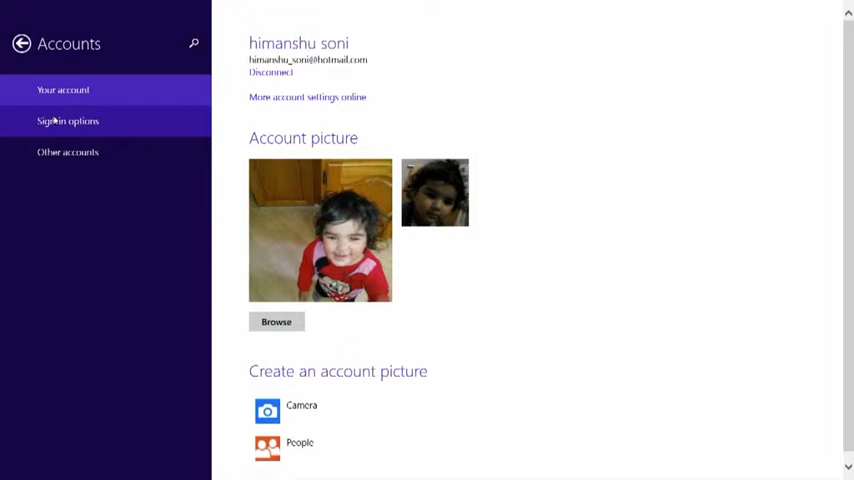 Accounts
Your account
Sign-in options
Other accounts
himanshu soni
himanshu_soni@hotmail.com
Disconnect
More account settings online
Account picture
Browse
Create an account picture
Camera
People